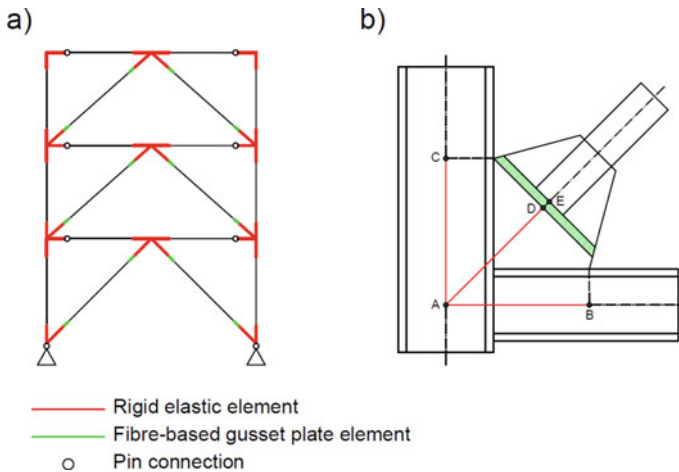 a)
b)
C
E
D
A
B
Rigid elastic element
Fibre-based gusset plate element
Pin connection